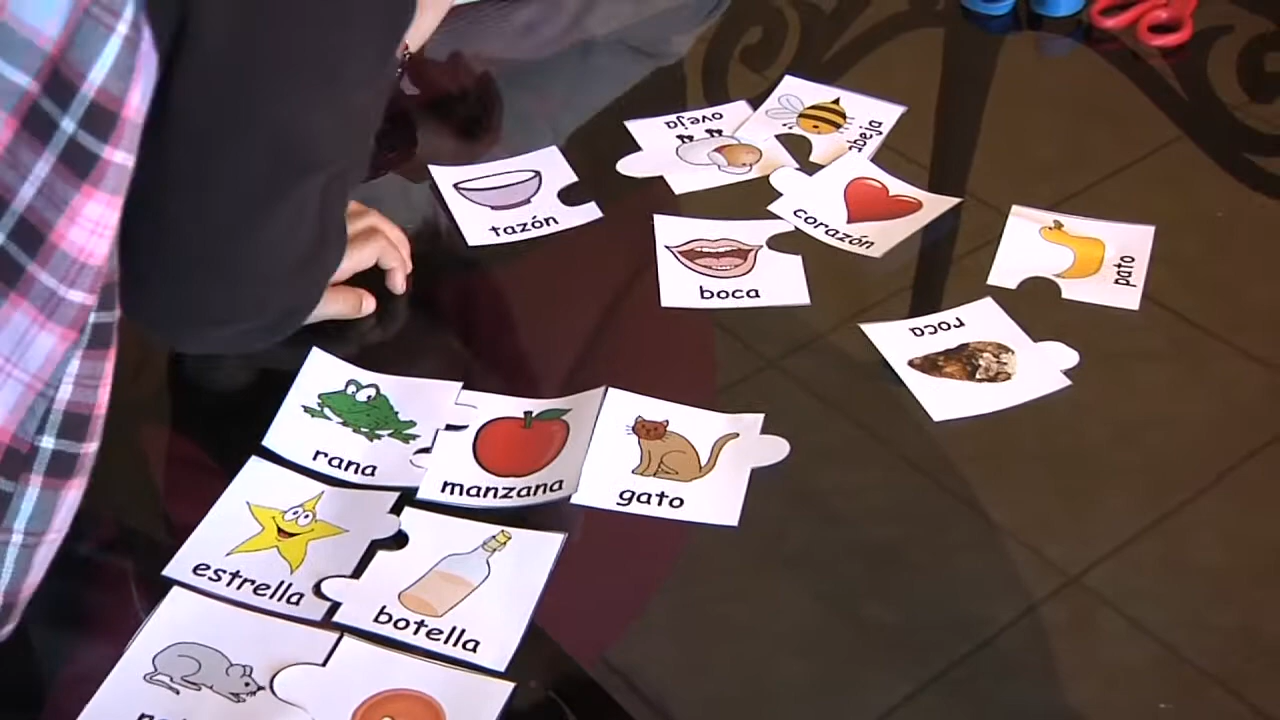 oveja
abeja
tazón
corazón
boca
pato
roca
rana
manzana
gato
estrella
botella